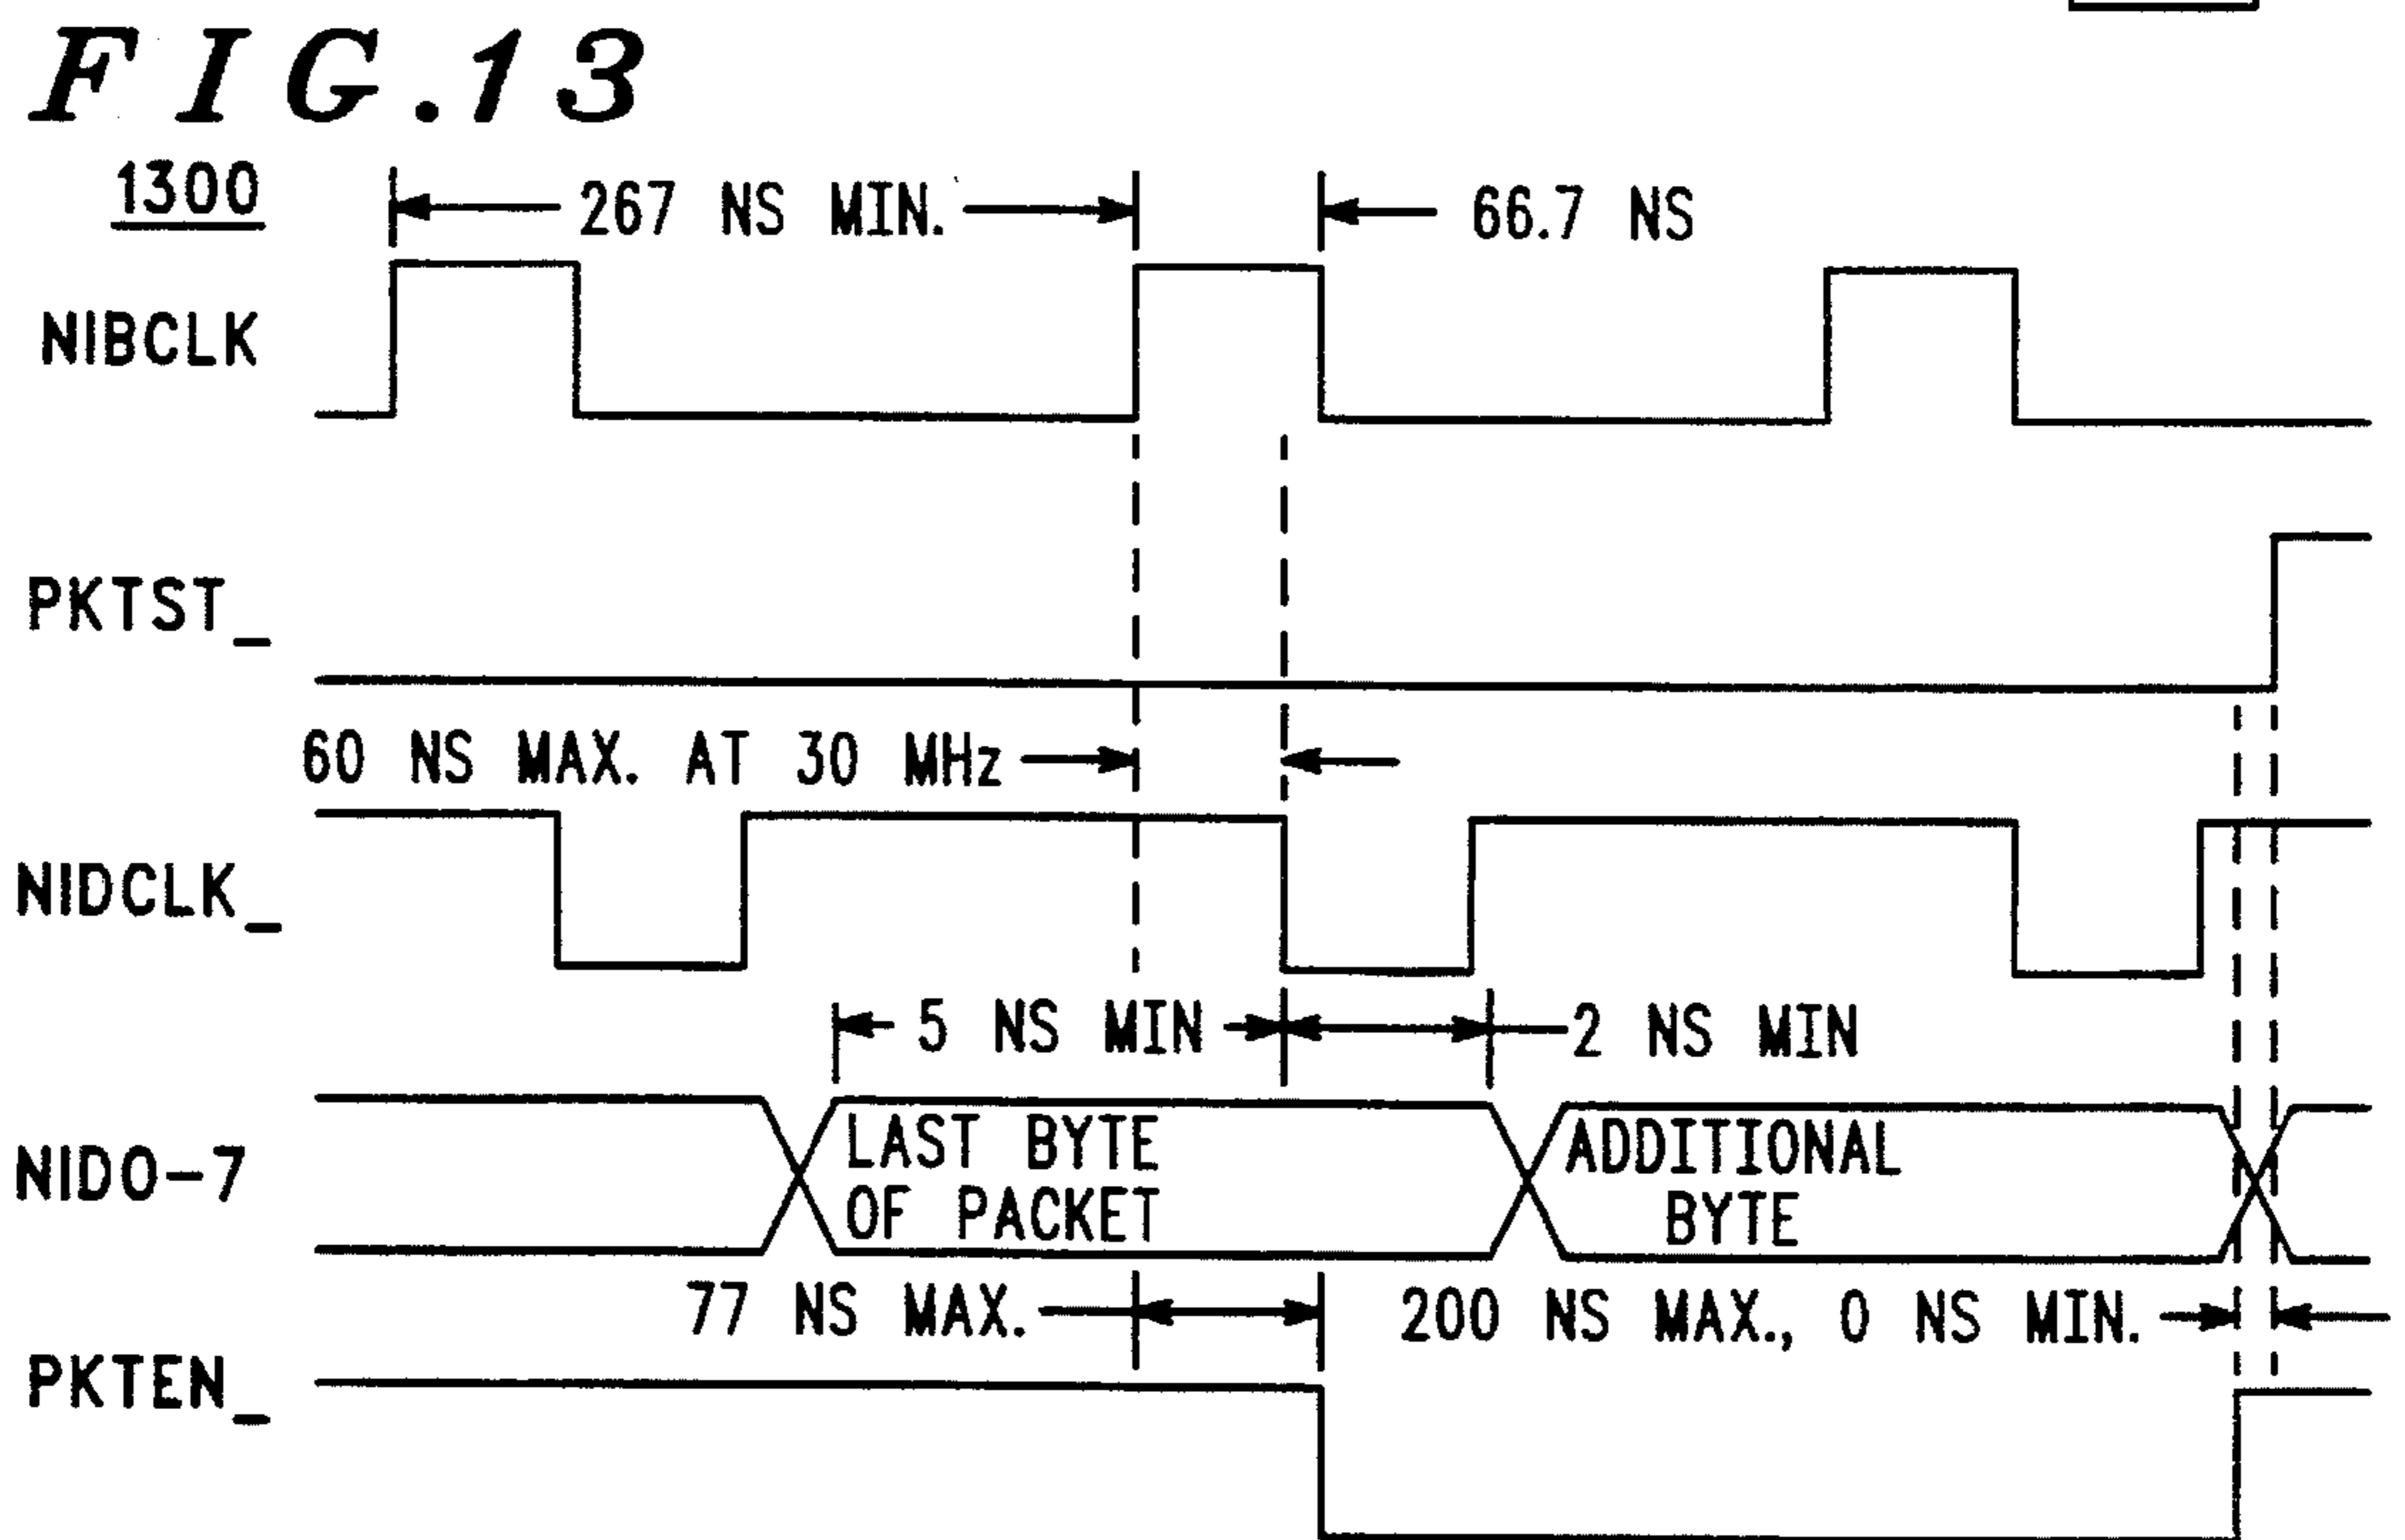 FIG.13
1300
267 NS MIN.
66.7 NS
NIBCLK
PKTST_
60 NS MAX. AT 30 MHz
NIDCLK_
5 NS MIN
2 NS MIN
NIDO-7
LAST BYTE
OF PACKET
ADDITIONAL
BYTE
77 NS MAX.
200 NS MAX., 0 NS MIN.
PKTEN_